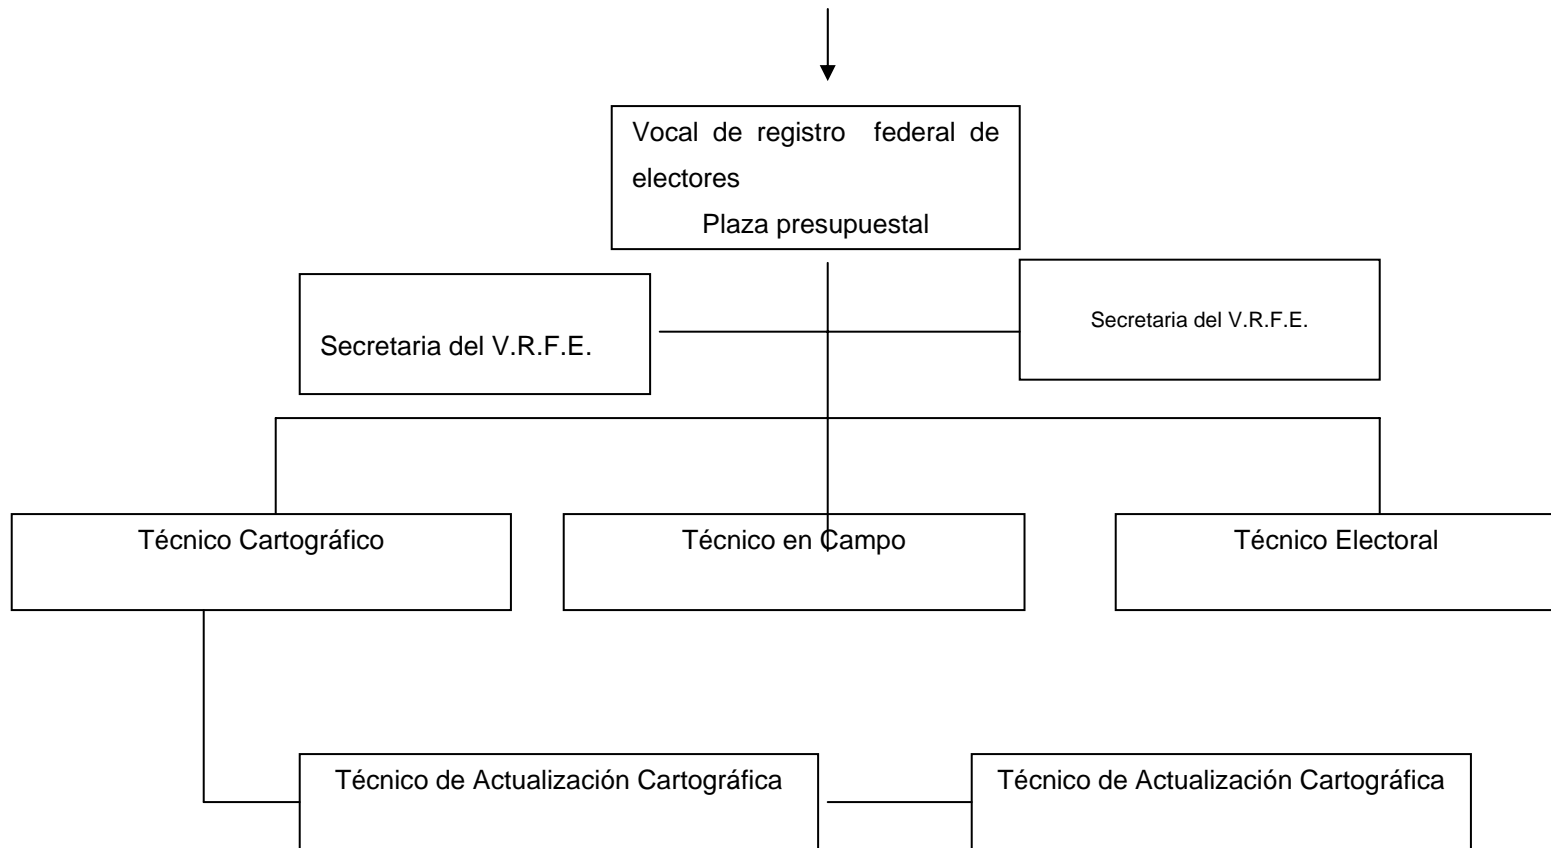 Vocal de registro federal de
electores
Plaza presupuestal
Secretaria del V.R.F.E.
Secretaria del V.R.F.E.
Técnico Cartográfico
Técnico en Campo
Técnico Electoral
Técnico de Actualización Cartográfica
Técnico de Actualización Cartográfica